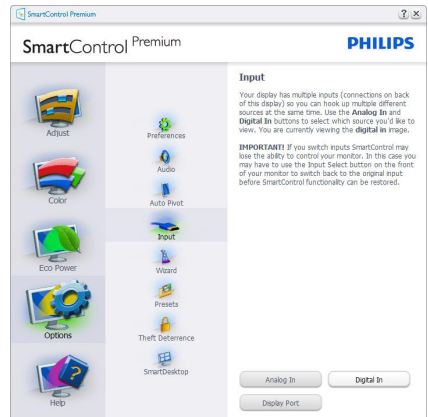 SmartControl Premium
SmartControl Premium
PHILIPS
Adjust
Color
Eco Power
Options
Help
Preferences
Audio
Auto Pivot
Input
Wizard
Presets
Theft Deterrence
SmartDesktop
Input
Your display has multiple inputs (connections on back
of this display) so you can hook up multiple different
sources at the same time. Use the Analog In and
Digital In buttons to select which source you'd like to
view. You are currently viewing the digital in image.
IMPORTANT! If you switch inputs SmartControl may
lose the ability to control your monitor. In this case you
may have to use the Input Select button on the front
of your monitor to switch back to the original input
before SmartControl functionality can be restored.
Analog In
Digital In
Display Port